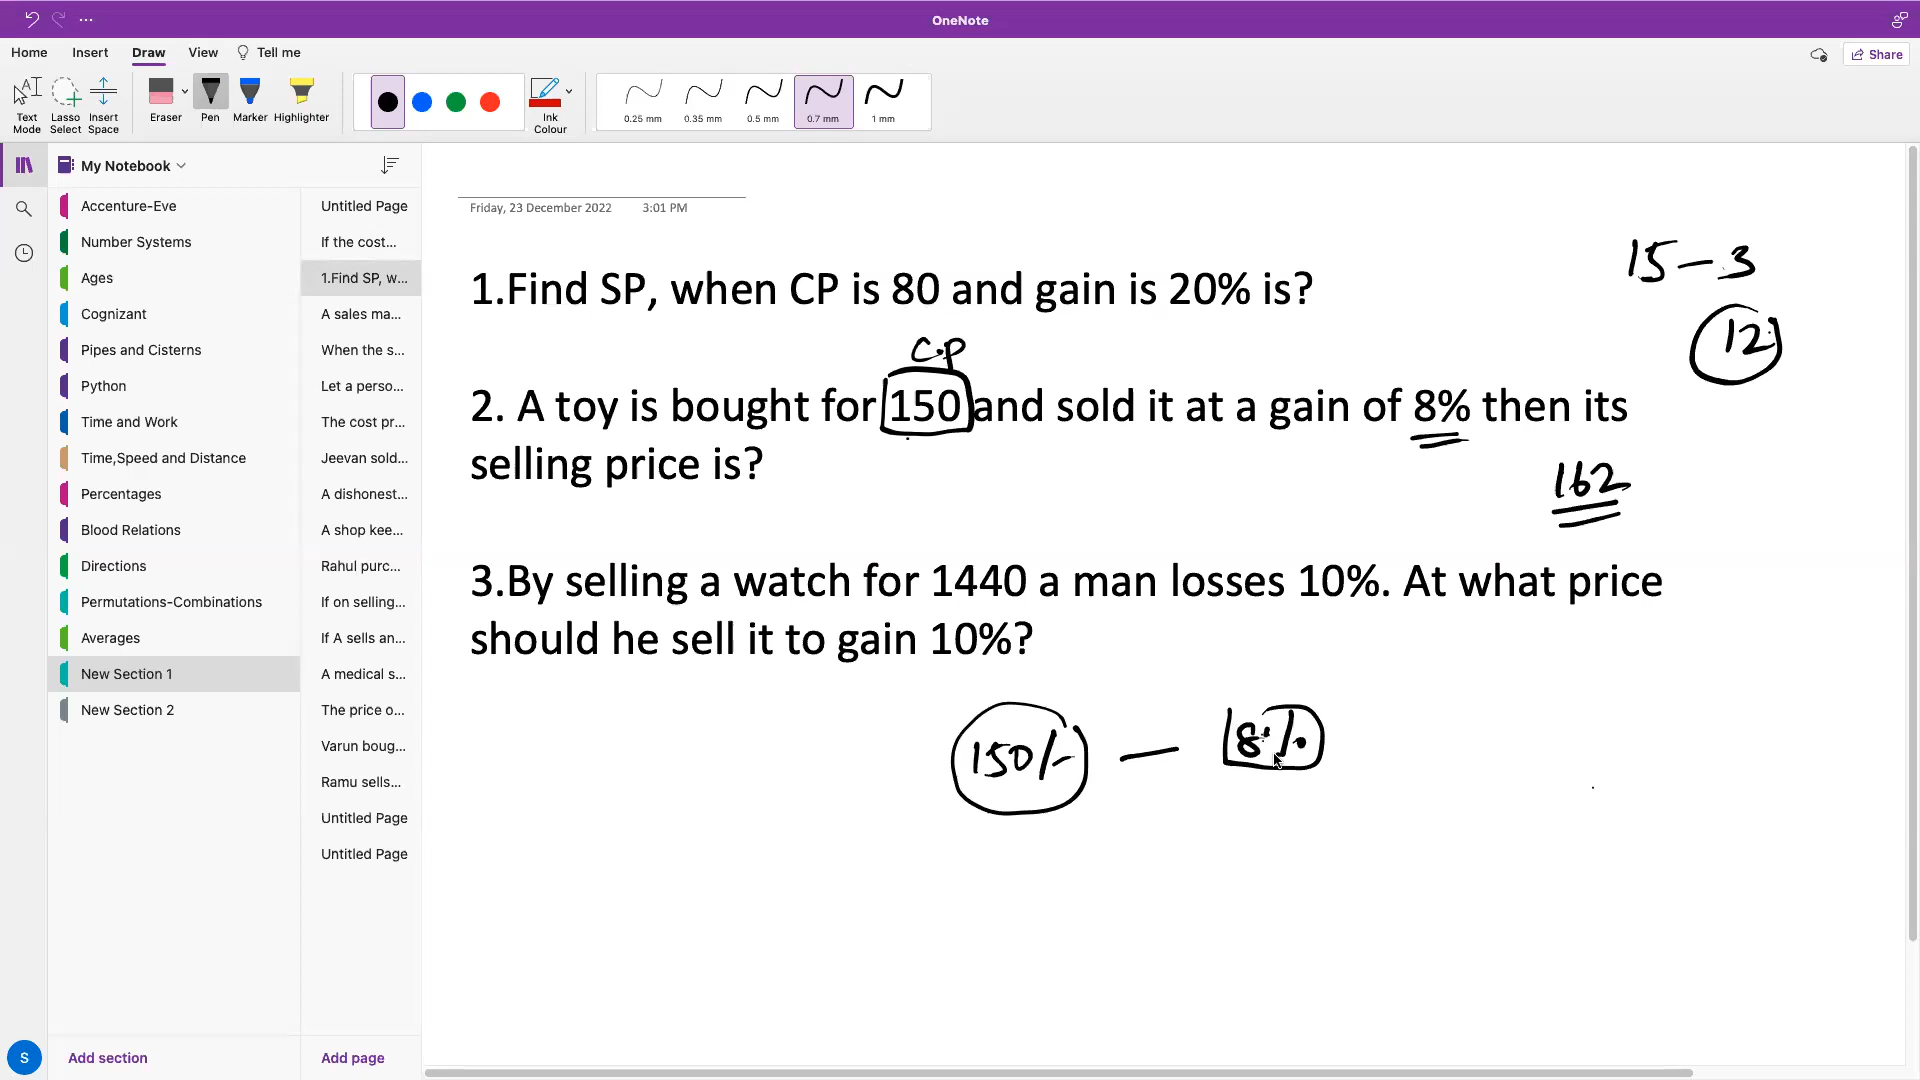 OneNote
Home Insert Draw View Tell me
Share
Text Mode
Lasso Select
Insert Space
Eraser
Pen
Marker
Highlighter
Ink Colour
0.25 mm
0.35 mm
0.5 mm
0.7 mm
1 mm
My Notebook
Accenture-Eve
Number Systems
Ages
Cognizant
Pipes and Cisterns
Python
Time and Work
Time,Speed and Distance
Percentages
Blood Relations
Directions
Permutations-Combinations
Averages
New Section 1
New Section 2
Add section
Untitled Page
If the cost...
1.Find SP, w...
A sales ma...
When the s...
Let a perso...
The cost pr...
Jeevan sold...
A dishonest...
A shop kee...
Rahul purc...
If on selling...
If A sells an...
A medical s...
The price o...
Varun boug...
Ramu sells...
Untitled Page
Untitled Page
Add page
S
Friday, 23 December 2022 3:01 PM
15-3
12
1.Find SP, when CP is 80 and gain is 20% is?
C.P
2. A toy is bought for 150 and sold it at a gain of 8% then its
selling price is?
162
3.By selling a watch for 1440 a man losses 10%. At what price
should he sell it to gain 10%?
150/- — 8%